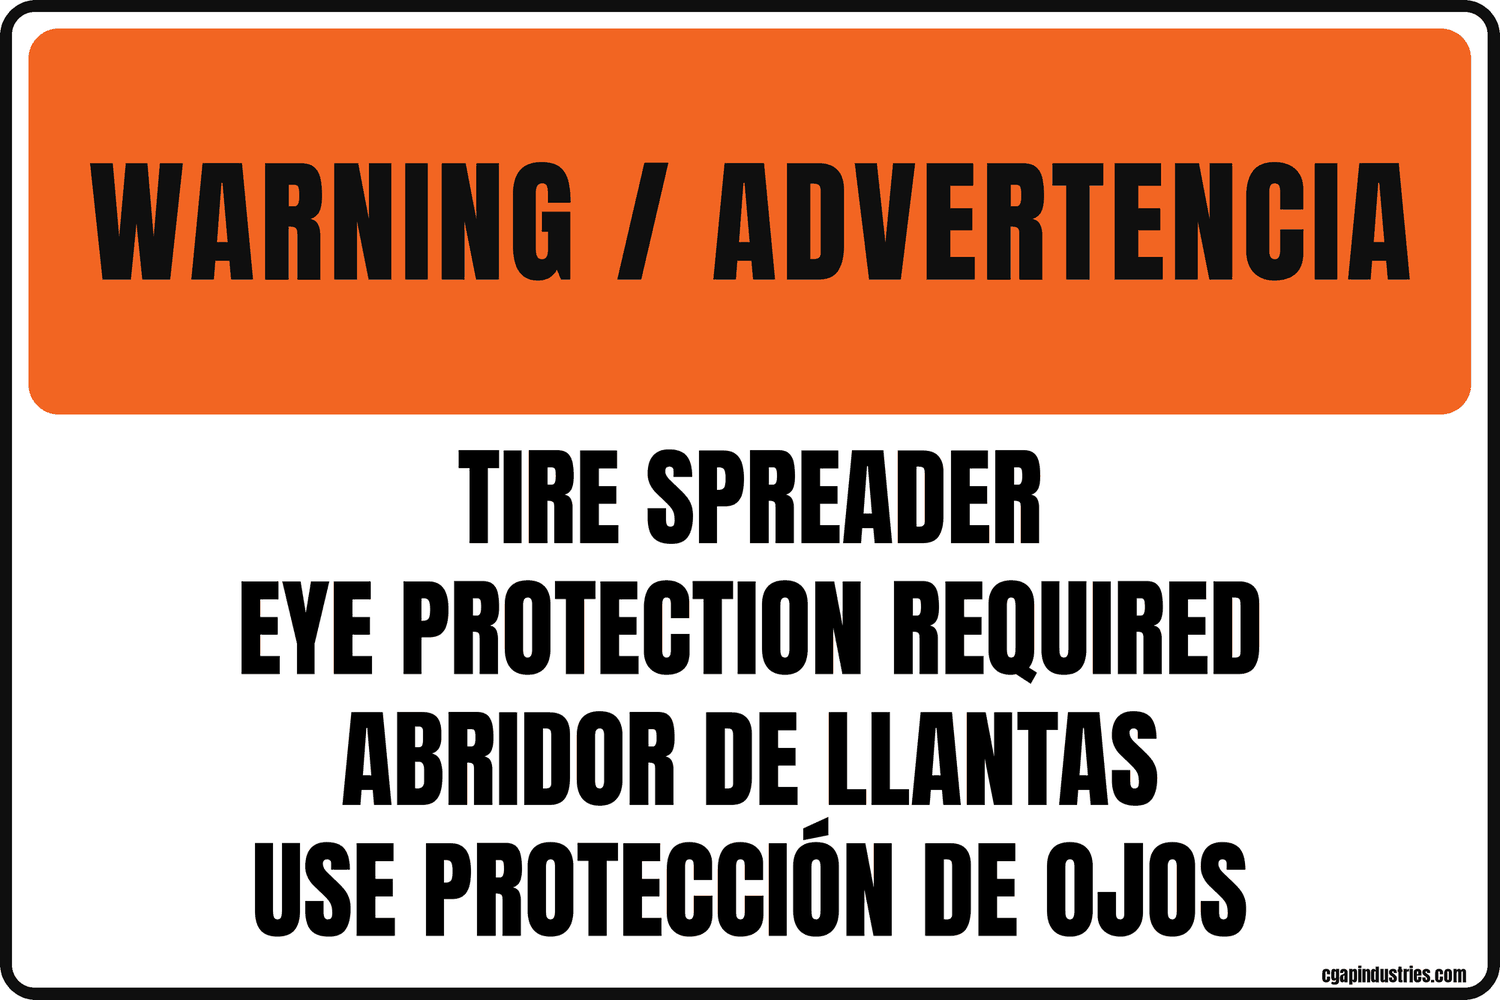 WARNING / ADVERTENCIA
TIRE SPREADER
EYE PROTECTION REQUIRED
ABRIDOR DE LLANTAS
USE PROTECCIÓN DE OJOS
cgapindustries.com